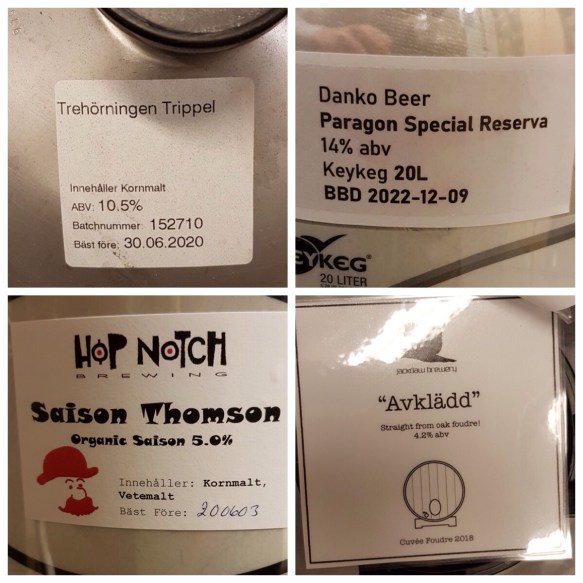 Trehörningen Trippel
Innehåller Kornmalt
ABV: 10.5%
Batchnummer: 152710
Bäst före: 30.06.2020
Danko Beer
Paragon Special Reserva
14% abv
Keykeg 20L
BBD 2022-12-09
EYKEG®
20 LITER
HOP NOTCH
BREWING
Saison Thomson
Organic Saison 5.0%
Innehåller: Kornmalt,
Vetemalt
Bäst Före: 200603
jackdaw brewery
"Avklädd"
Straight from oak foudre!
4.2% abv
Cuvée Foudre 2018